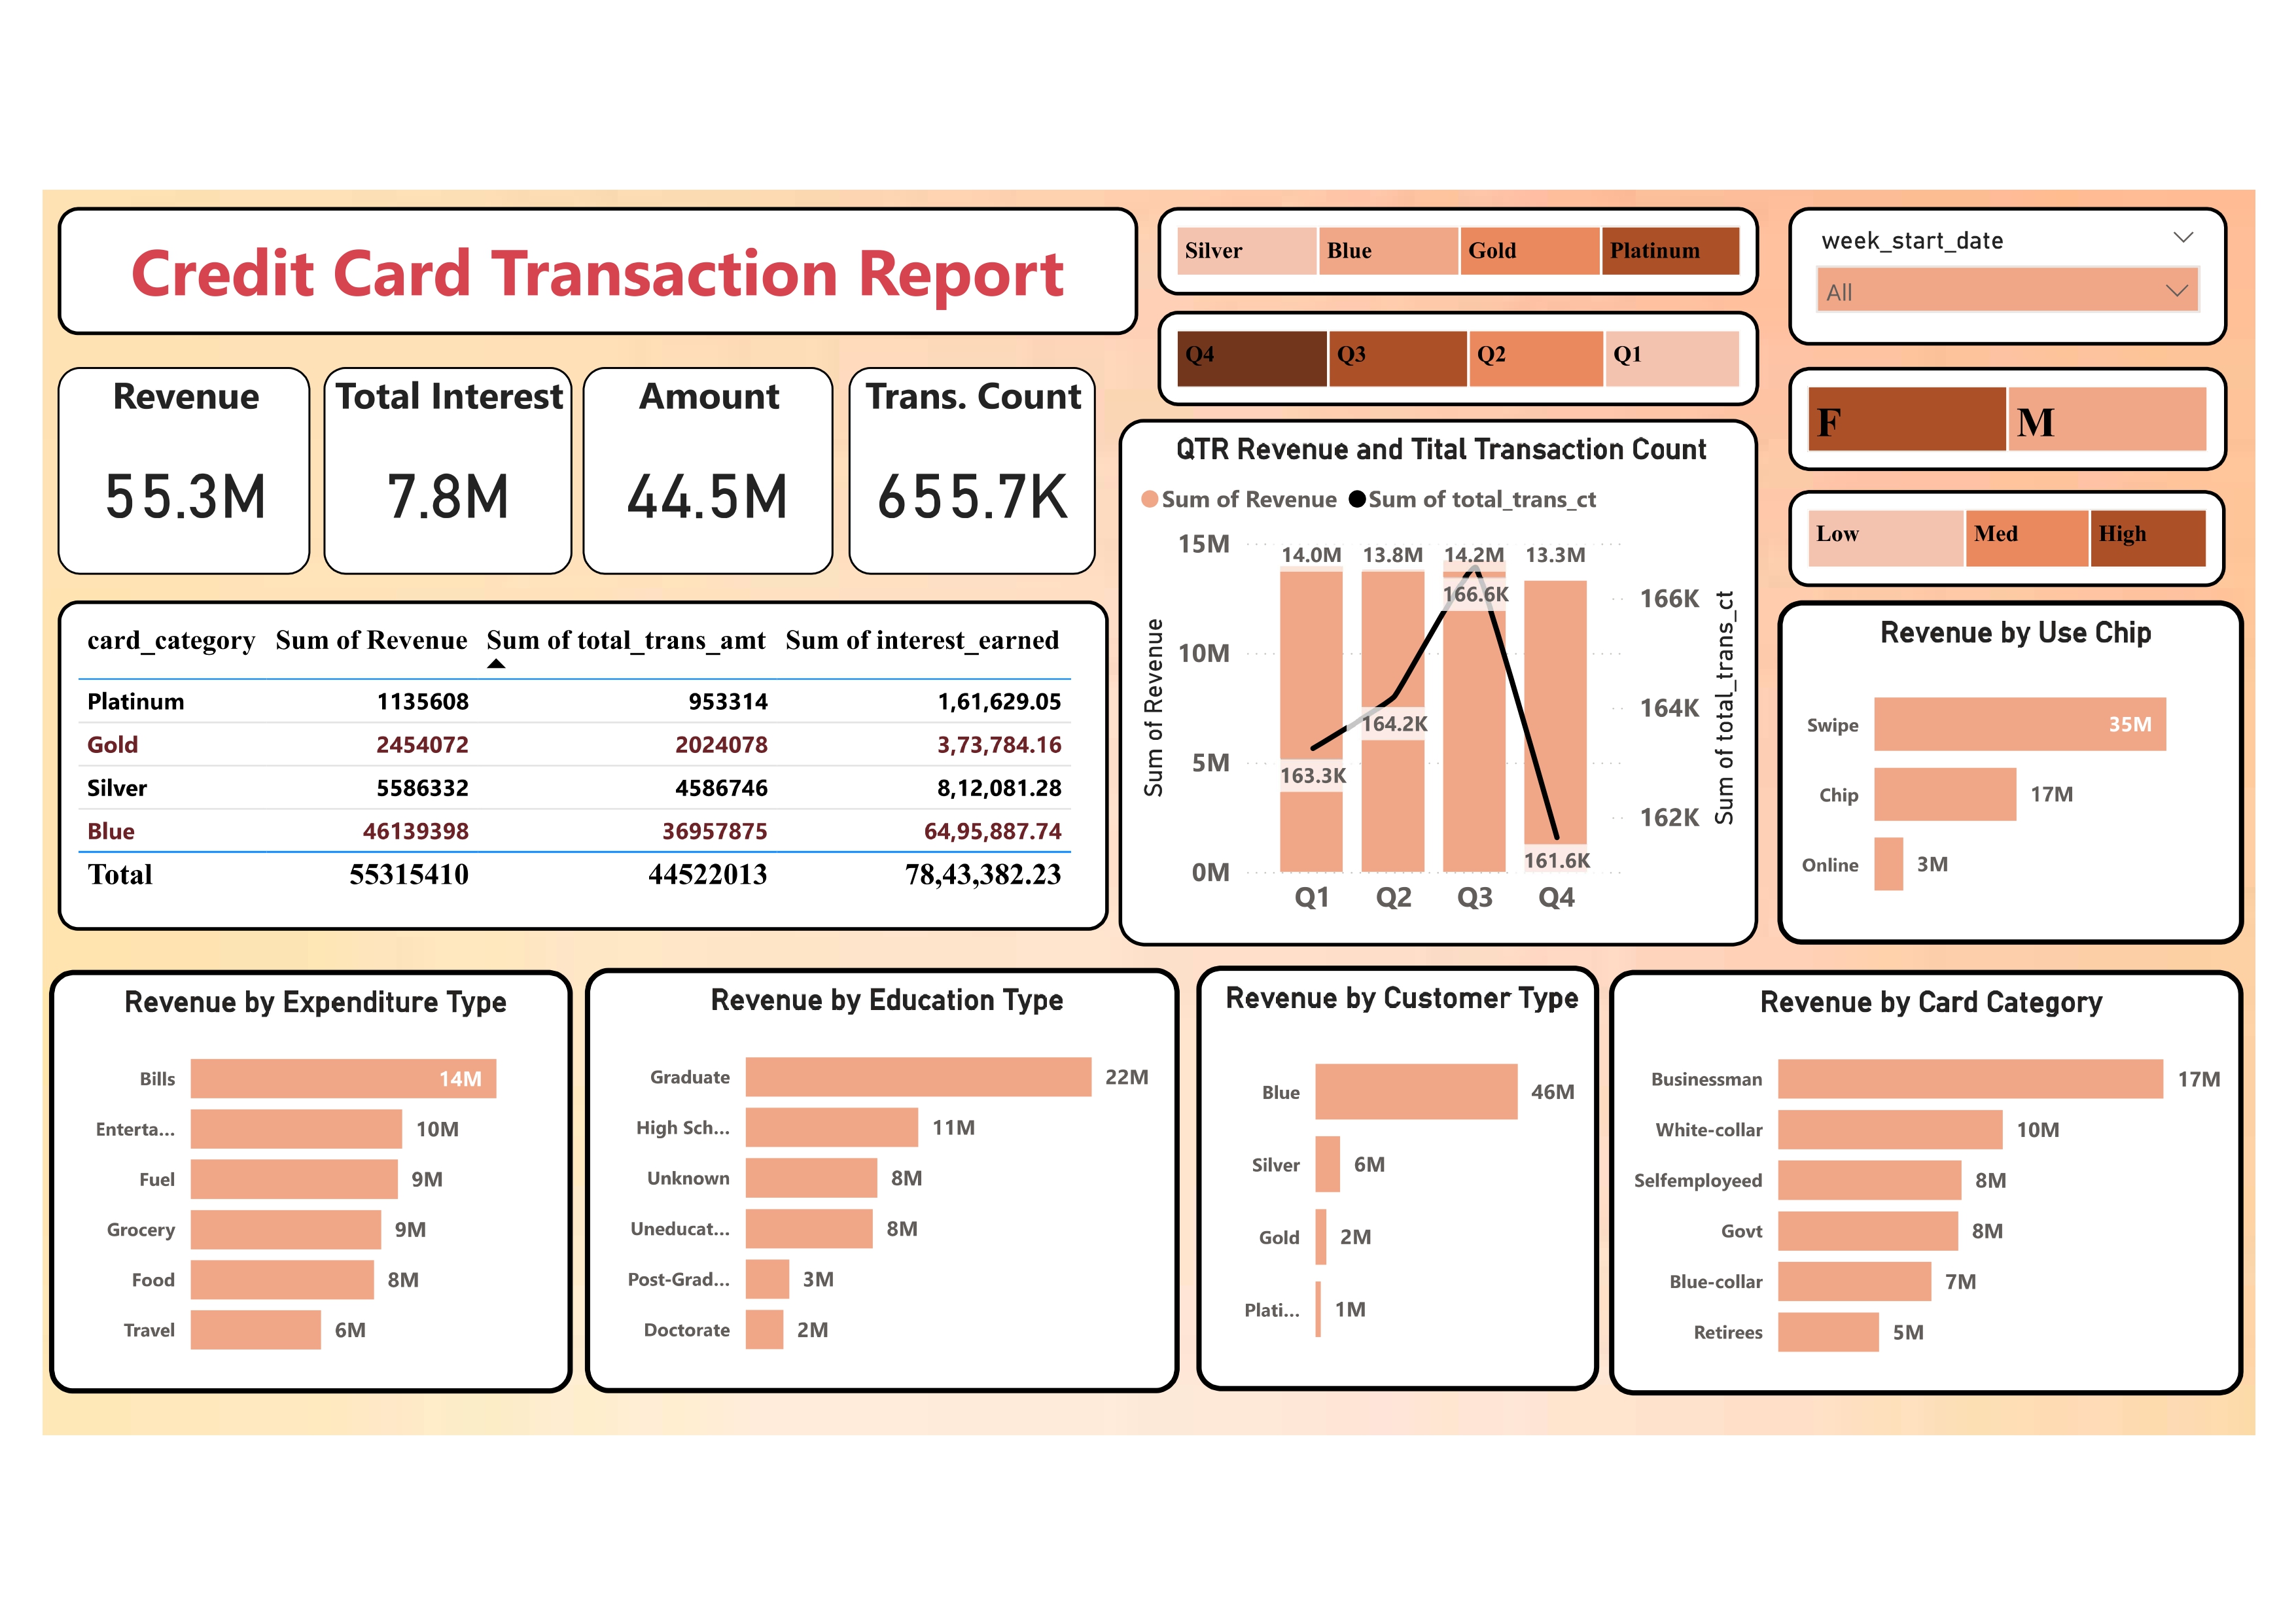 Credit Card Transaction Report
Silver Blue Gold Platinum
week_start_date
All
Q4 Q3 Q2 Q1
F M
Low Med High
Revenue
55.3M
Total Interest
7.8M
Amount
44.5M
Trans. Count
655.7K
card_category Sum of Revenue Sum of total_trans_amt Sum of interest_earned
Platinum 1135608 953314 1,61,629.05
Gold 2454072 2024078 3,73,784.16
Silver 5586332 4586746 8,12,081.28
Blue 46139398 36957875 64,95,887.74
Total 55315410 44522013 78,43,382.23
QTR Revenue and Tital Transaction Count
Sum of Revenue Sum of total_trans_ct
Sum of Revenue
15M
10M
5M
0M
14.0M 13.8M 14.2M 13.3M
163.3K 164.2K 166.6K 161.6K
166K
164K
162K
Sum of total_trans_ct
Q1 Q2 Q3 Q4
Revenue by Use Chip
Swipe 35M
Chip 17M
Online 3M
Revenue by Expenditure Type
Bills 14M
Enterta... 10M
Fuel 9M
Grocery 9M
Food 8M
Travel 6M
Revenue by Education Type
Graduate 22M
High Sch... 11M
Unknown 8M
Uneducat... 8M
Post-Grad... 3M
Doctorate 2M
Revenue by Customer Type
Blue 46M
Silver 6M
Gold 2M
Plati... 1M
Revenue by Card Category
Businessman 17M
White-collar 10M
Selfemployeed 8M
Govt 8M
Blue-collar 7M
Retirees 5M